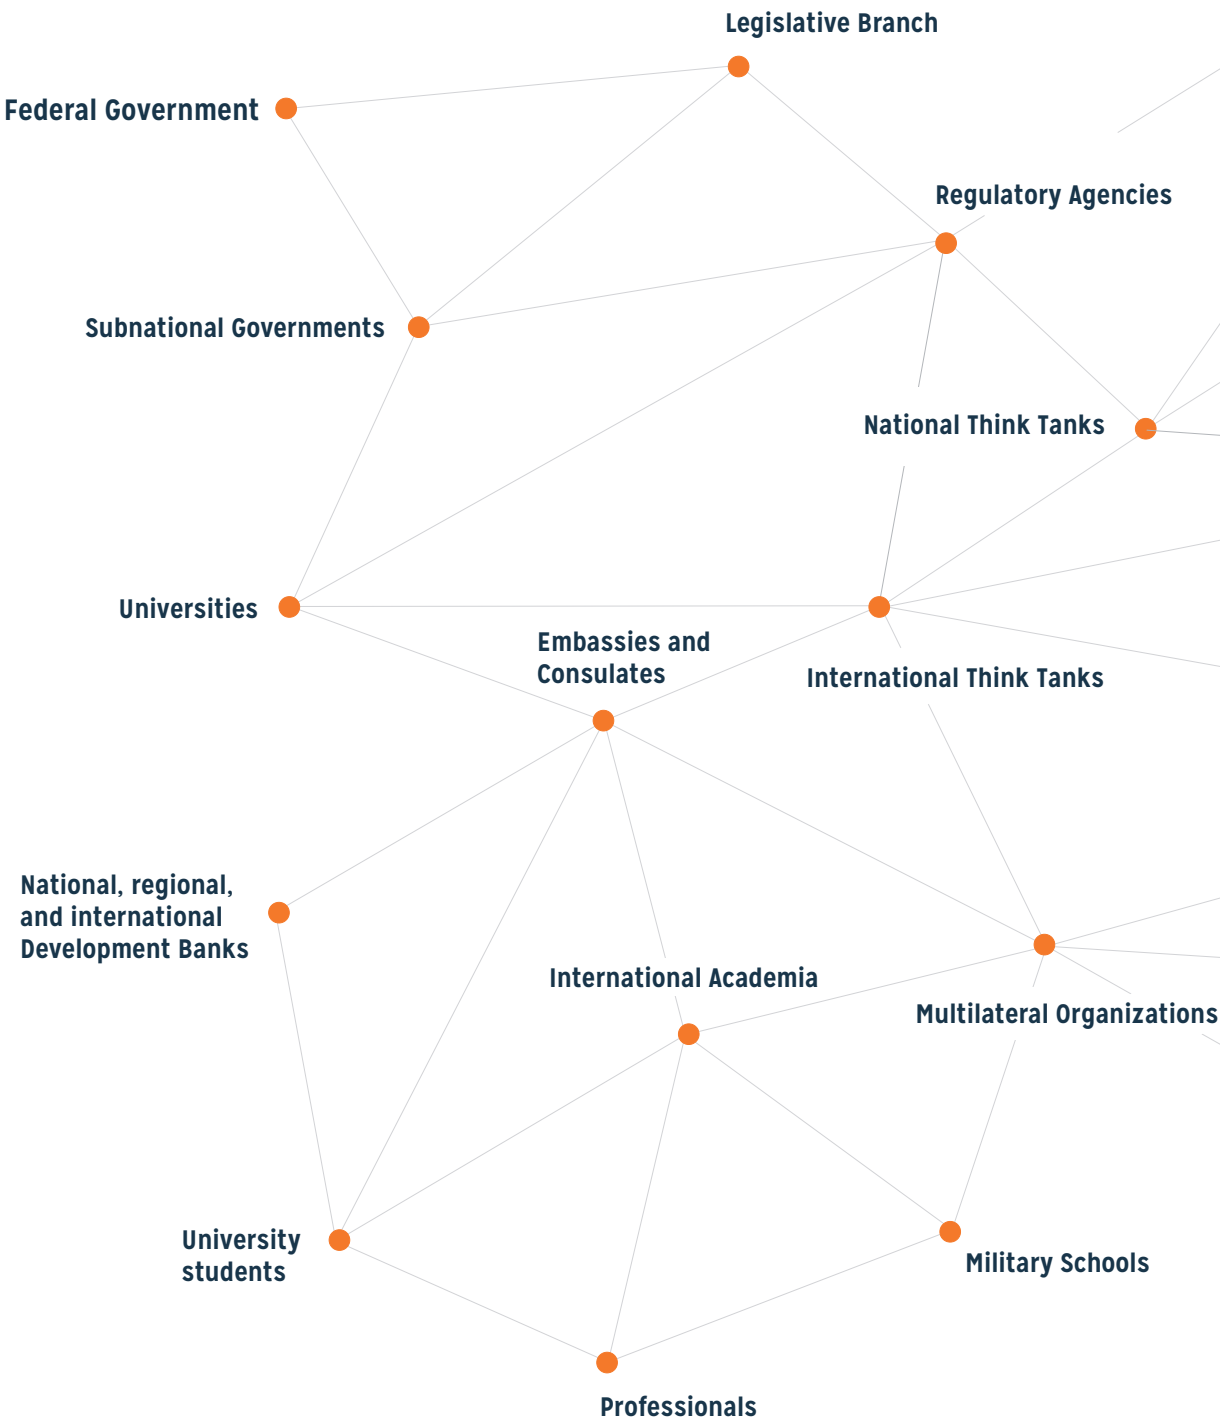 Legislative Branch
Federal Government
Regulatory Agencies
Subnational Governments
National Think Tanks
Universities
Embassies and
Consulates
International Think Tanks
National, regional,
and international
Development Banks
International Academia
Multilateral Organizations
University
students
Military Schools
Professionals